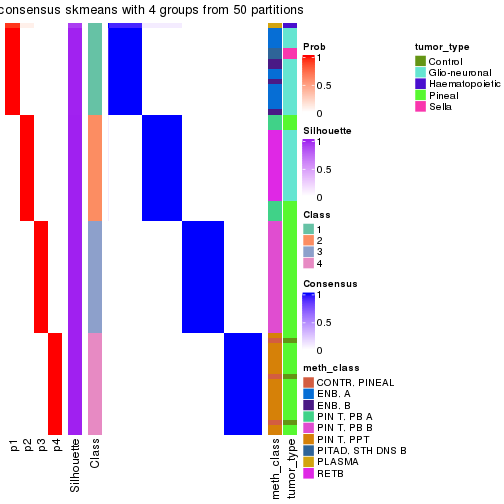 consensus skmeans with 4 groups from 50 partitions
p1
p2
p3
p4
Silhouette
Class
meth_class
tumor_type
Prob
1
0.5
0
Silhouette
1
0.5
0
Class
1
2
3
4
Consensus
1
0.5
0
meth_class
CONTR. PINEAL
ENB. A
ENB. B
PIN T. PB A
PIN T. PB B
PIN T. PPT
PITAD. STH DNS B
PLASMA
RETB
tumor_type
Control
Glio-neuronal
Haematopoietic
Pineal
Sella